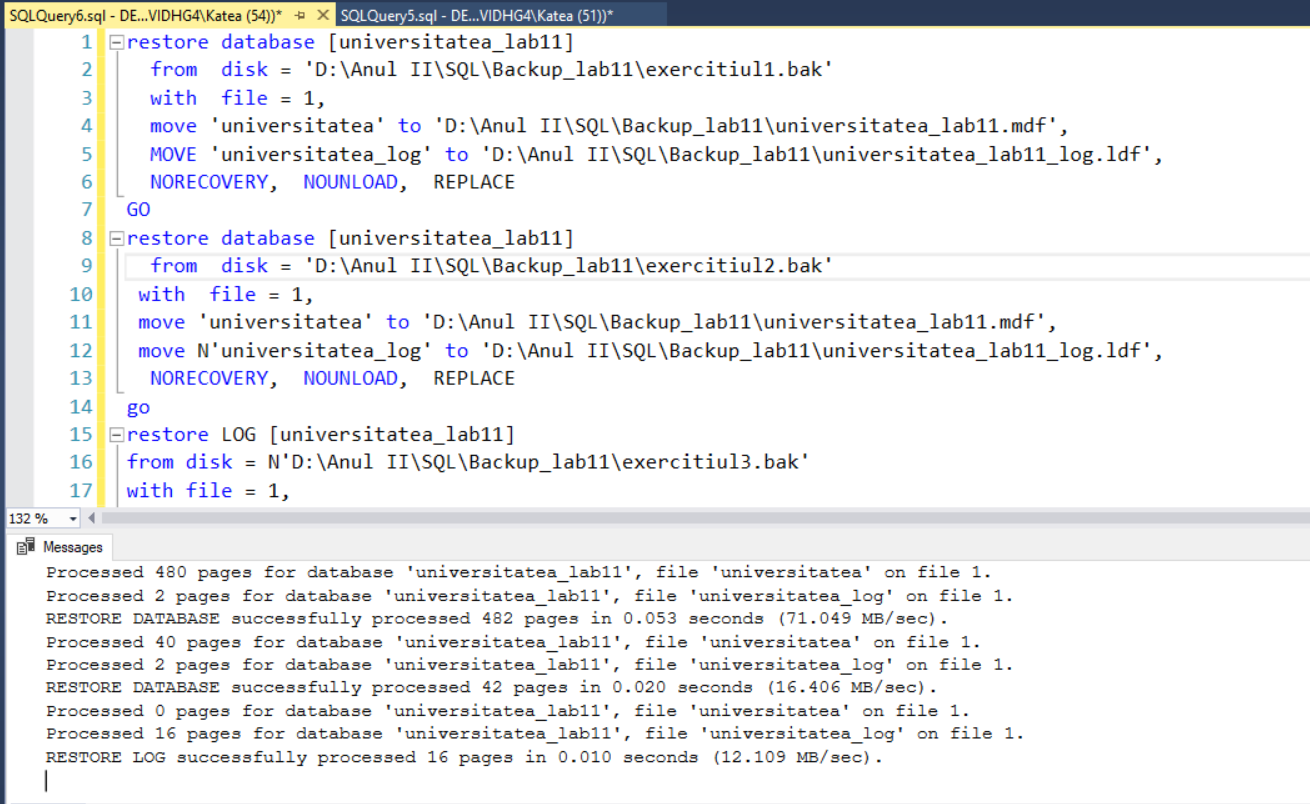 SQLQuery6.sql - DE...VIDHG4\Katea (54))* SQLQuery5.sql - DE...VIDHG4\Katea (51))*
1 restore database [universitatea_lab11]
2 from disk = 'D:\Anul II\SQL\Backup_lab11\exercitiul1.bak'
3 with file = 1,
4 move 'universitatea' to 'D:\Anul II\SQL\Backup_lab11\universitatea_lab11.mdf',
5 MOVE 'universitatea_log' to 'D:\Anul II\SQL\Backup_lab11\universitatea_lab11_log.ldf',
6 NORECOVERY, NOUNLOAD, REPLACE
7 GO
8 restore database [universitatea_lab11]
9 from disk = 'D:\Anul II\SQL\Backup_lab11\exercitiul2.bak'
10 with file = 1,
11 move 'universitatea' to 'D:\Anul II\SQL\Backup_lab11\universitatea_lab11.mdf',
12 move N'universitatea_log' to 'D:\Anul II\SQL\Backup_lab11\universitatea_lab11_log.ldf',
13 NORECOVERY, NOUNLOAD, REPLACE
14 go
15 restore LOG [universitatea_lab11]
16 from disk = N'D:\Anul II\SQL\Backup_lab11\exercitiul3.bak'
17 with file = 1,
132 %
Messages
Processed 480 pages for database 'universitatea_lab11', file 'universitatea' on file 1.
Processed 2 pages for database 'universitatea_lab11', file 'universitatea_log' on file 1.
RESTORE DATABASE successfully processed 482 pages in 0.053 seconds (71.049 MB/sec).
Processed 40 pages for database 'universitatea_lab11', file 'universitatea' on file 1.
Processed 2 pages for database 'universitatea_lab11', file 'universitatea_log' on file 1.
RESTORE DATABASE successfully processed 42 pages in 0.020 seconds (16.406 MB/sec).
Processed 0 pages for database 'universitatea_lab11', file 'universitatea' on file 1.
Processed 16 pages for database 'universitatea_lab11', file 'universitatea_log' on file 1.
RESTORE LOG successfully processed 16 pages in 0.010 seconds (12.109 MB/sec).